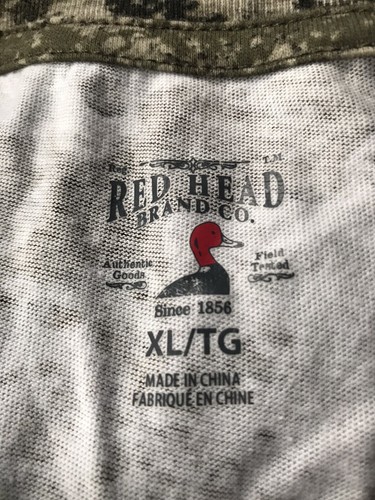 Reg. T.M.
RED HEAD
BRAND CO.
Authentic Goods
Field Tested
Since 1856
XL/TG
MADE IN CHINA
FABRIQUÉ EN CHINE